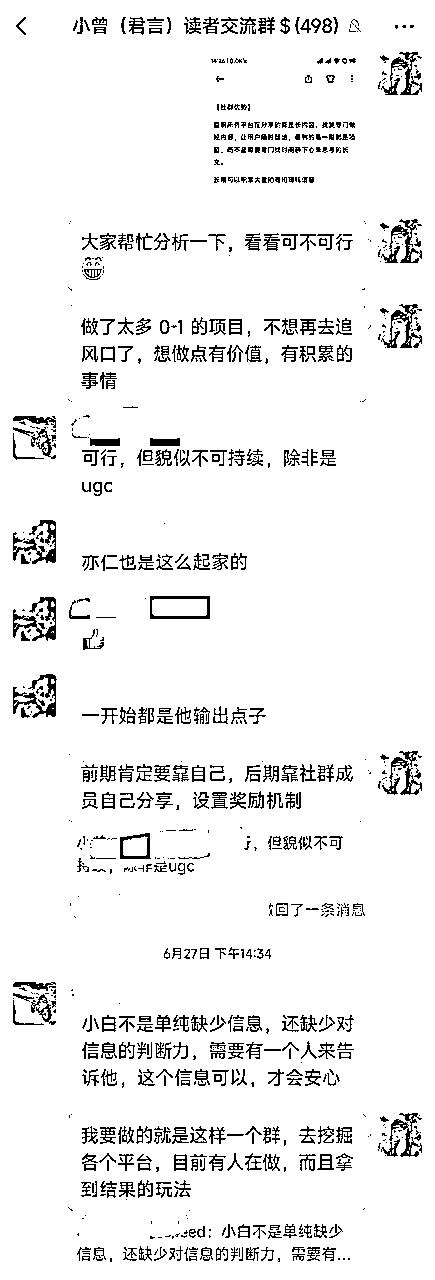 小曾（君言）读者交流群$(498)
【社群优势】
大家帮忙分析一下，看看可不可行
😁
做了太多 0-1 的项目，不想再去追
风口了，想做点有价值，有积累的
事情
可行，但貌似不可持续，除非是
ugc
亦仁也是这么起家的
👍
一开始都是他输出点子
前期肯定要靠自己，后期靠社群成
员自己分享，设置奖励机制
行，但貌似不可
除非是ugc
回了一条消息
6月27日 下午14:34
小白不是单纯缺少信息，还缺少对
信息的判断力，需要有一个人来告
诉他，这个信息可以，才会安心
我要做的就是这样一个群，去挖掘
各个平台，目前有人在做，而且拿
到结果的玩法
eed：小白不是单纯缺少
信息，还缺少对信息的判断力，需要有...